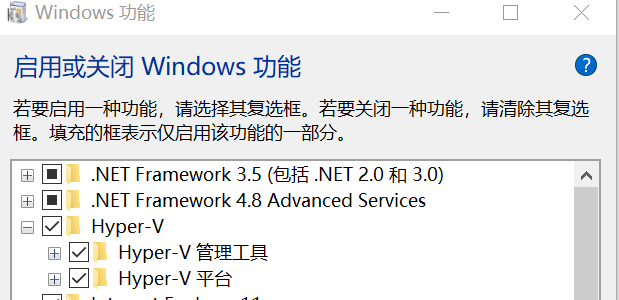 Windows 功能
启用或关闭 Windows 功能
若要启用一种功能，请选择其复选框。若要关闭一种功能，请清除其复选
框。填充的框表示仅启用该功能的一部分。
.NET Framework 3.5 (包括 .NET 2.0 和 3.0)
.NET Framework 4.8 Advanced Services
Hyper-V
Hyper-V 管理工具
Hyper-V 平台